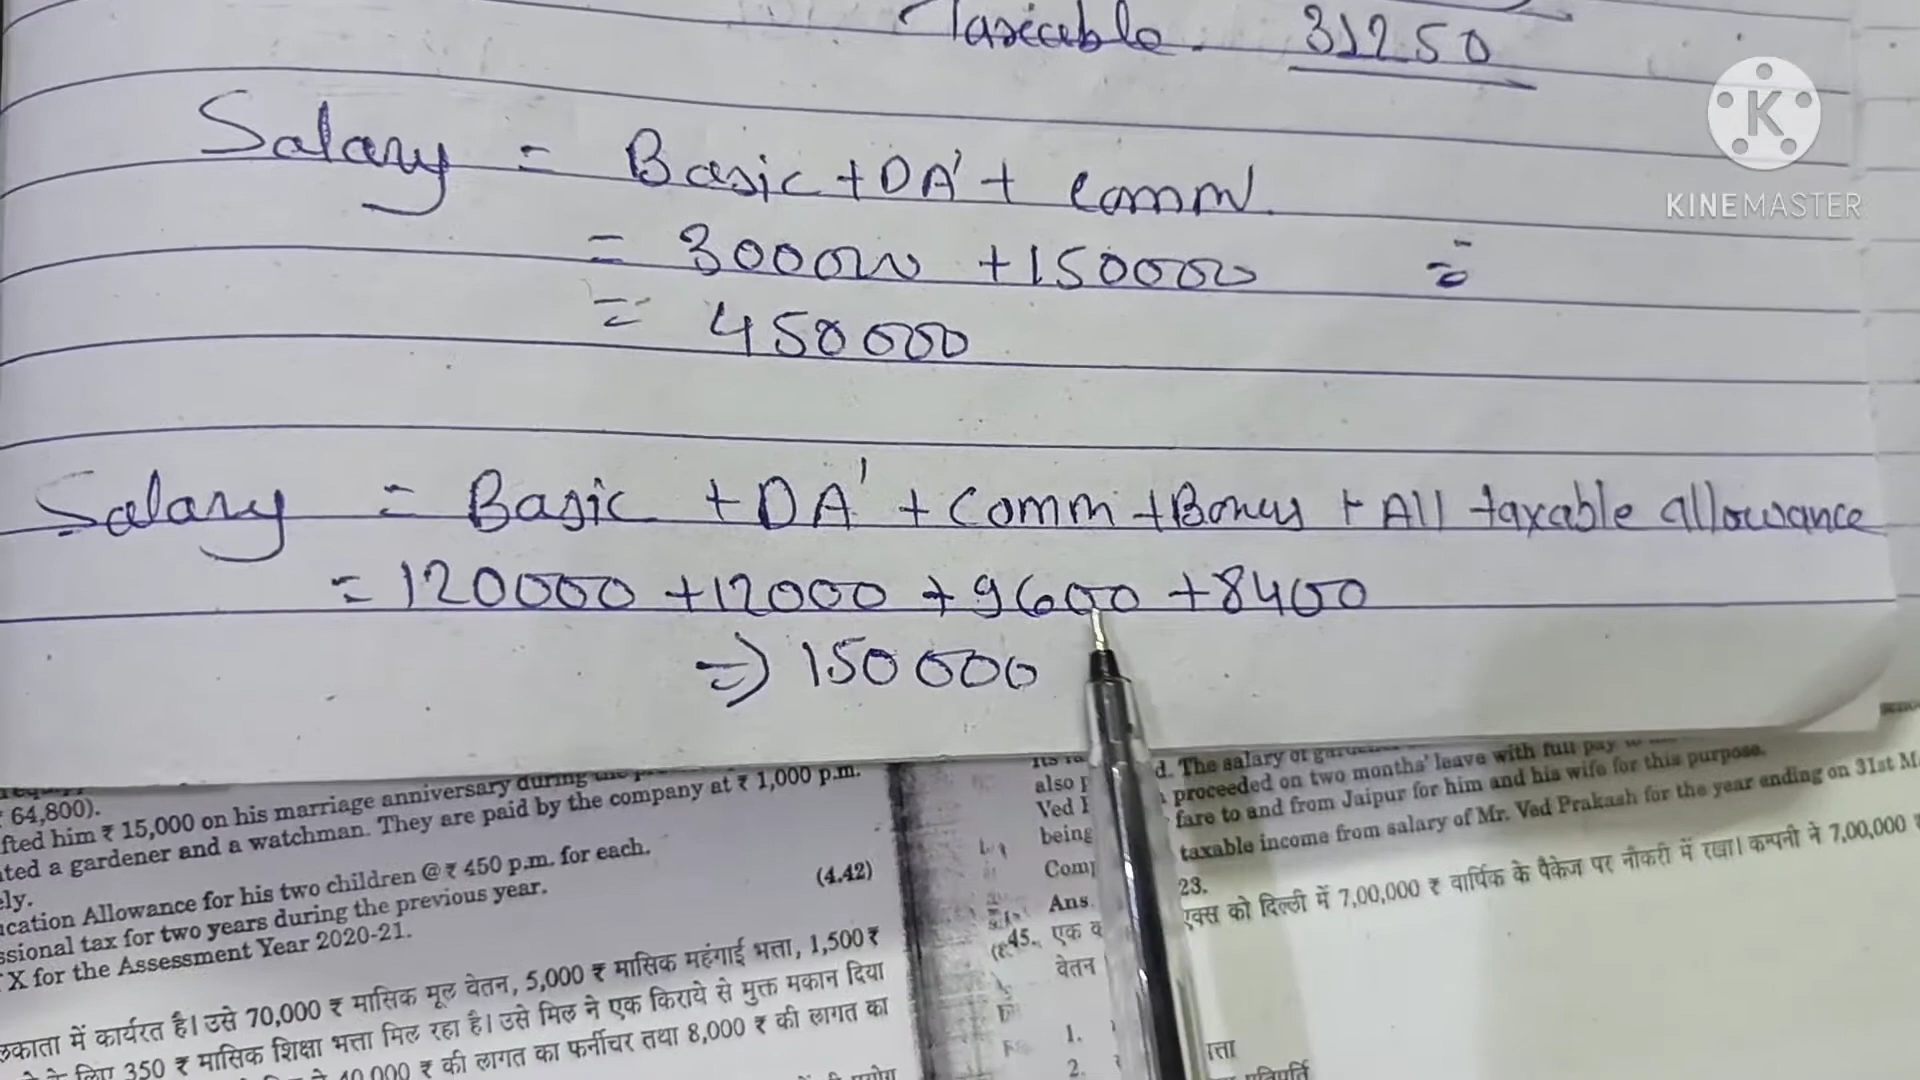 Taxable. 31250
KINEMASTER
Salary = Basic + DA' + Comm.
= 300000 + 150000 =
= 450000
Salary = Basic + DA' + Comm + Bonus + All taxable allowance
= 120000 + 12000 + 9600 + 8400
⇒ 150000
64,800).
fted him ₹ 15,000 on his marriage anniversary during the
ted a gardener and a watchman. They are paid by the company at ₹ 1,000 p.m.
ely.
cation Allowance for his two children @ ₹ 450 p.m. for each.
ssional tax for two years during the previous year.
X for the Assessment Year 2020-21. (4.42)
लकाता में कार्यरत है। उसे 70,000 ₹ मासिक मूल वेतन, 5,000 ₹ मासिक महंगाई भत्ता, 1,500 ₹
के लिए 350 ₹ मासिक शिक्षा भत्ता मिल रहा है। उसे मिल ने एक किराये से मुक्त मकान दिया
40,000 ₹ की लागत का फर्नीचर तथा 8,000 ₹ की लागत का
d. The salary of
also p proceeded on two months' leave with full pay
Ved fare to and from Jaipur for him and his wife for this purpose.
being taxable income from salary of Mr. Ved Prakash for the year ending on 31st
Comp 23.
Ans.
45. एक एक्स को दिल्ली में 7,00,000 ₹ वार्षिक के पैकेज पर नौकरी में रखा। कम्पनी ने 7,00,000 ₹
वेतन
1.
2.